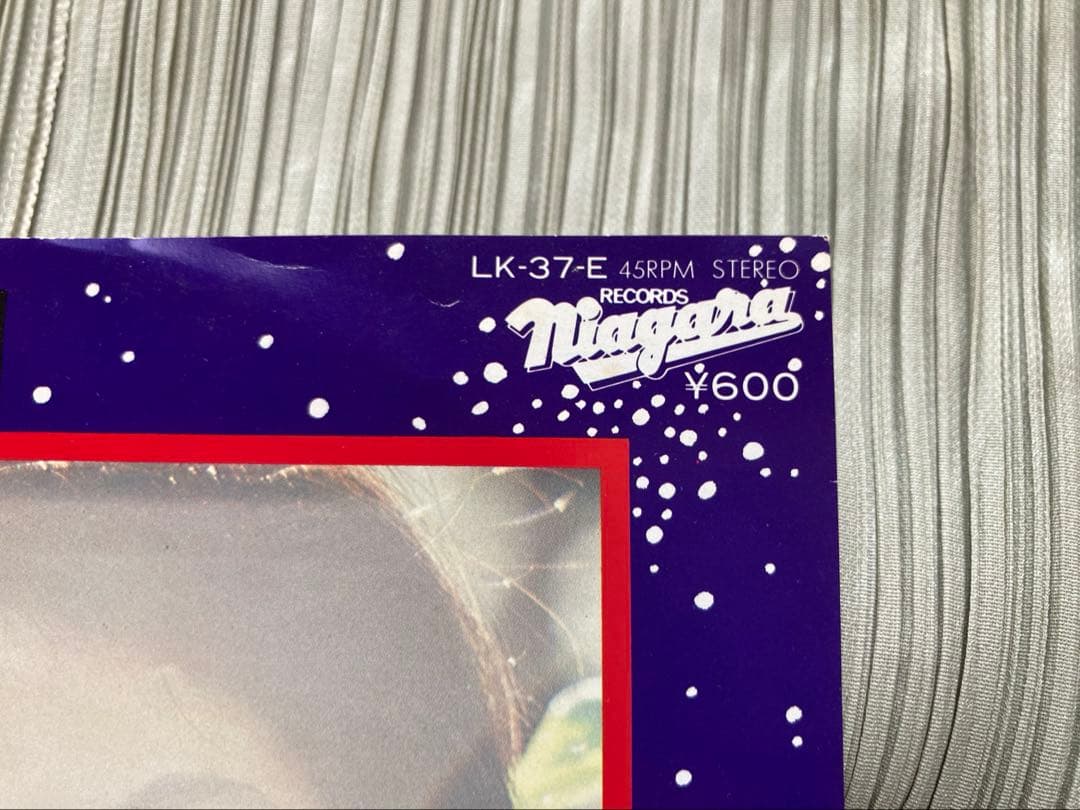 LK-37-E 45RPM STEREO
RECORDS
Niagara
¥600